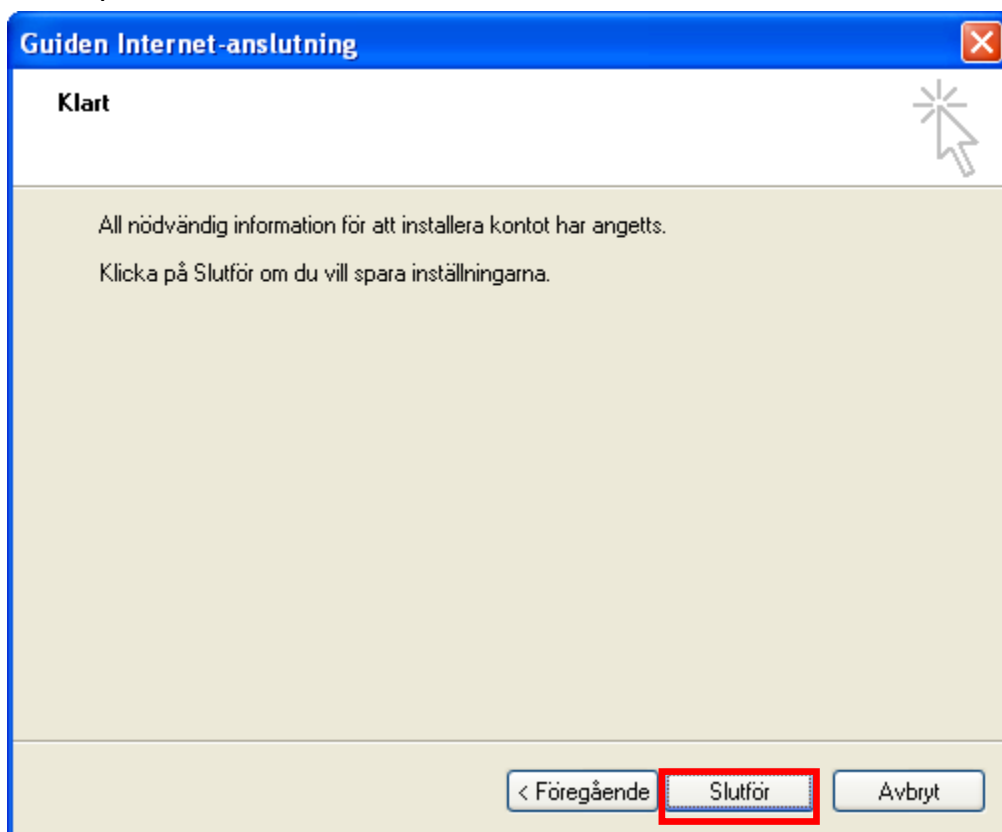 Guiden Internet-anslutning
Klart
All nödvändig information för att installera kontot har angetts.
Klicka på Slutför om du vill spara inställningarna.
< Föregående Slutför Avbryt